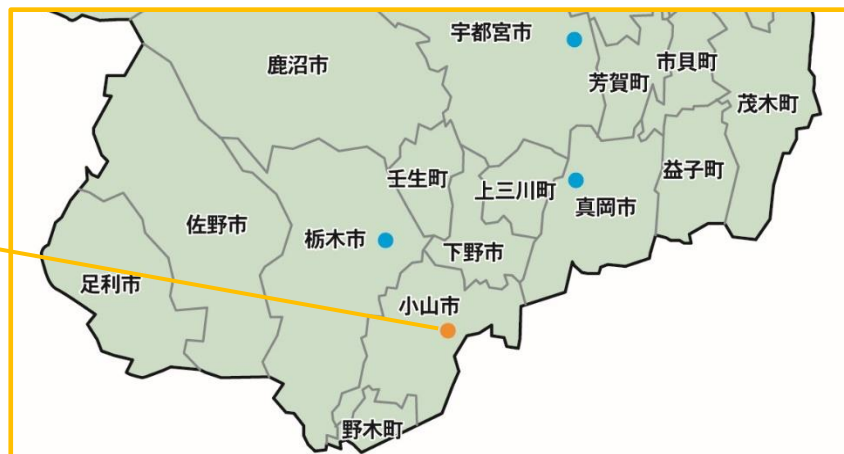 宇都宮市
鹿沼市
市貝町
芳賀町
茂木町
壬生町
上三川町
益子町
真岡市
佐野市
栃木市
下野市
足利市
小山市
野木町